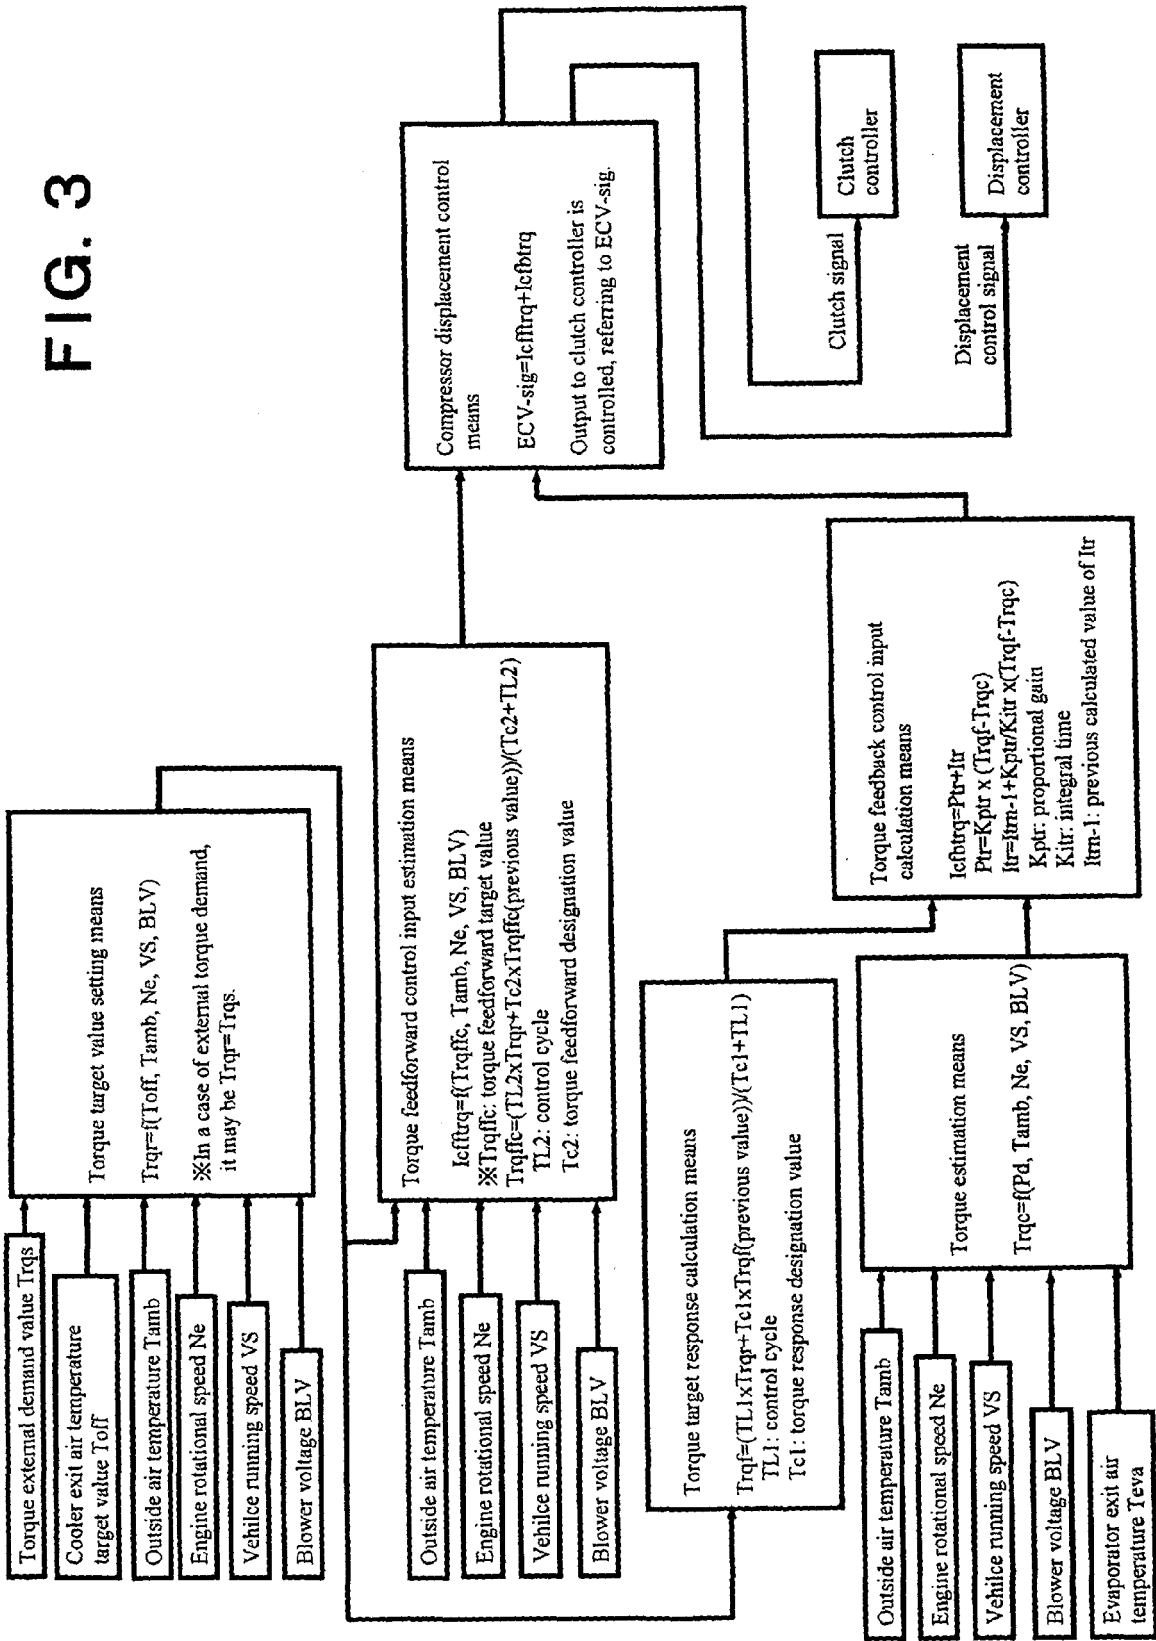 FIG. 3
Torque external demand value Trqs
Cooler exit air temperature
target value Toff
Outside air temperature Tamb
Engine rotational speed Ne
Vehilce running speed VS
Blower voltage BLV
Torque target value setting means
Trqr=f(Toff, Tamb, Ne, VS, BLV)
※In a case of external torque demand,
it may be Trqr=Trqs.
Outside air temperature Tamb
Engine rotational speed Ne
Vehilce running speed VS
Blower voltage BLV
Torque feedforward control input estimation means
Icfftrq=f(Trqffc, Tamb, Ne, VS, BLV)
※Trqffc: torque feedforward target value
Trqffc=(TL2xTrqr+Tc2xTrqffc(previous value))/(Tc2+TL2)
TL2: control cycle
Tc2: torque feedforward designation value
Torque target response calculation means
Trqf=(TL1xTrqr+Tc1xTrqf(previous value))/(Tc1+TL1)
TL1: control cycle
Tc1: torque response designation value
Outside air temperature Tamb
Engine rotational speed Ne
Vehilce running speed VS
Blower voltage BLV
Evaporator exit air
temperature Teva
Torque estimation means
Trqc=f(Pd, Tamb, Ne, VS, BLV)
Torque feedback control input
calculation means
Icfbtrq=Ptr+Itr
Ptr=Kptr x (Trqf-Trqc)
Itr=Itrn-1+Kptr/Kitr x(Trqf-Trqc)
Kptr: proportional gain
Kitr: integral time
Itrn-1: previous calculated value of Itr
Compressor displacement control
means
ECV-sig=Icfftrq+Icfbtrq
Output to clutch controller is
controlled, referring to ECV-sig.
Clutch signal
Clutch
controller
Displacement
control signal
Displacement
controller